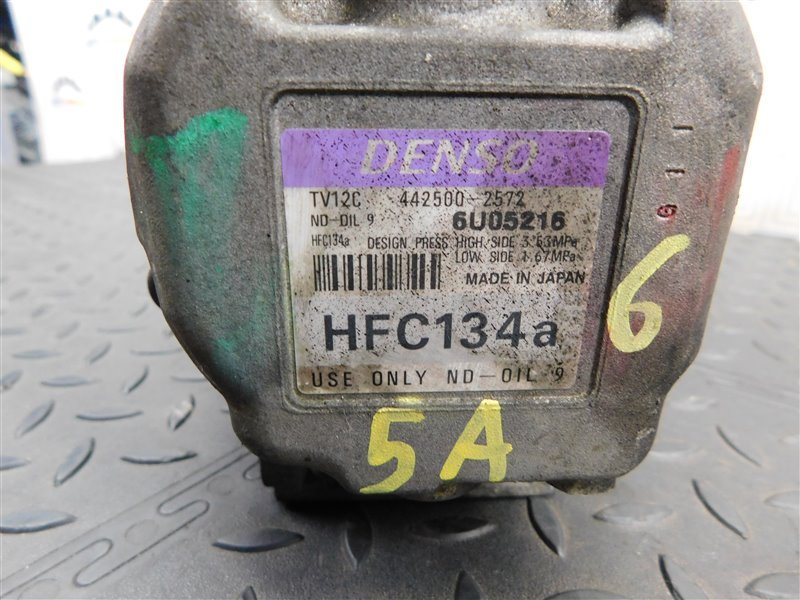 DENSO
TV12C 442500-2572
ND-OIL 9 6U05216
HFC134a DESIGN PRESS HIGH SIDE 3.53MPa
LOW SIDE 1.67MPa
MADE IN JAPAN
HFC134a
USE ONLY ND-OIL 9
6
5A